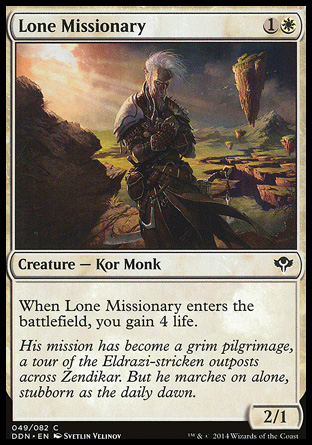 Lone Missionary 1
Creature — Kor Monk
When Lone Missionary enters the
battlefield, you gain 4 life.
His mission has become a grim pilgrimage,
a tour of the Eldrazi-stricken outposts
across Zendikar. But he marches on alone,
stubborn as the daily dawn.
2/1
049/082 C
DDN • EN Svetlin Velinov
™ & © 2014 Wizards of the Coast